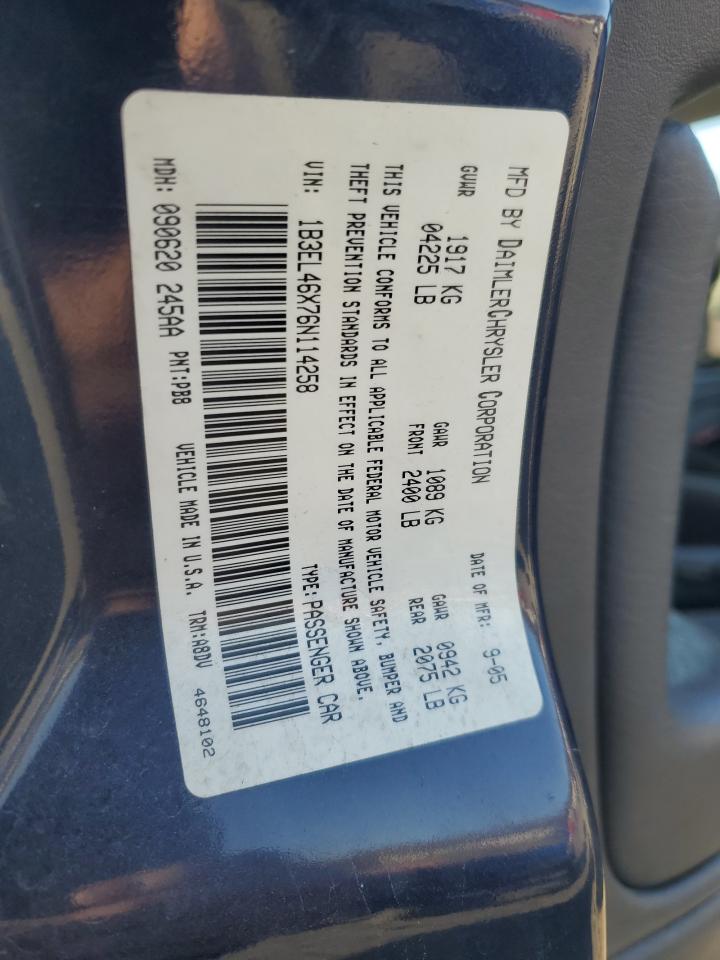 MFD BY DAIMLERCHRYSLER CORPORATION
DATE OF MFR: 9-05
GVWR 1917 KG GAWR 1089 KG GAWR 0942 KG
04225 LB FRONT 2400 LB REAR 2075 LB
THIS VEHICLE CONFORMS TO ALL APPLICABLE FEDERAL MOTOR VEHICLE SAFETY, BUMPER AND
THEFT PREVENTION STANDARDS IN EFFECT ON THE DATE OF MANUFACTURE SHOWN ABOVE.
VIN: 1B3EL46X76N114258 TYPE: PASSENGER CAR
MDH: 090620 245AA PNT:PB8 VEHICLE MADE IN U.S.A. TRM:A8DV
4648102